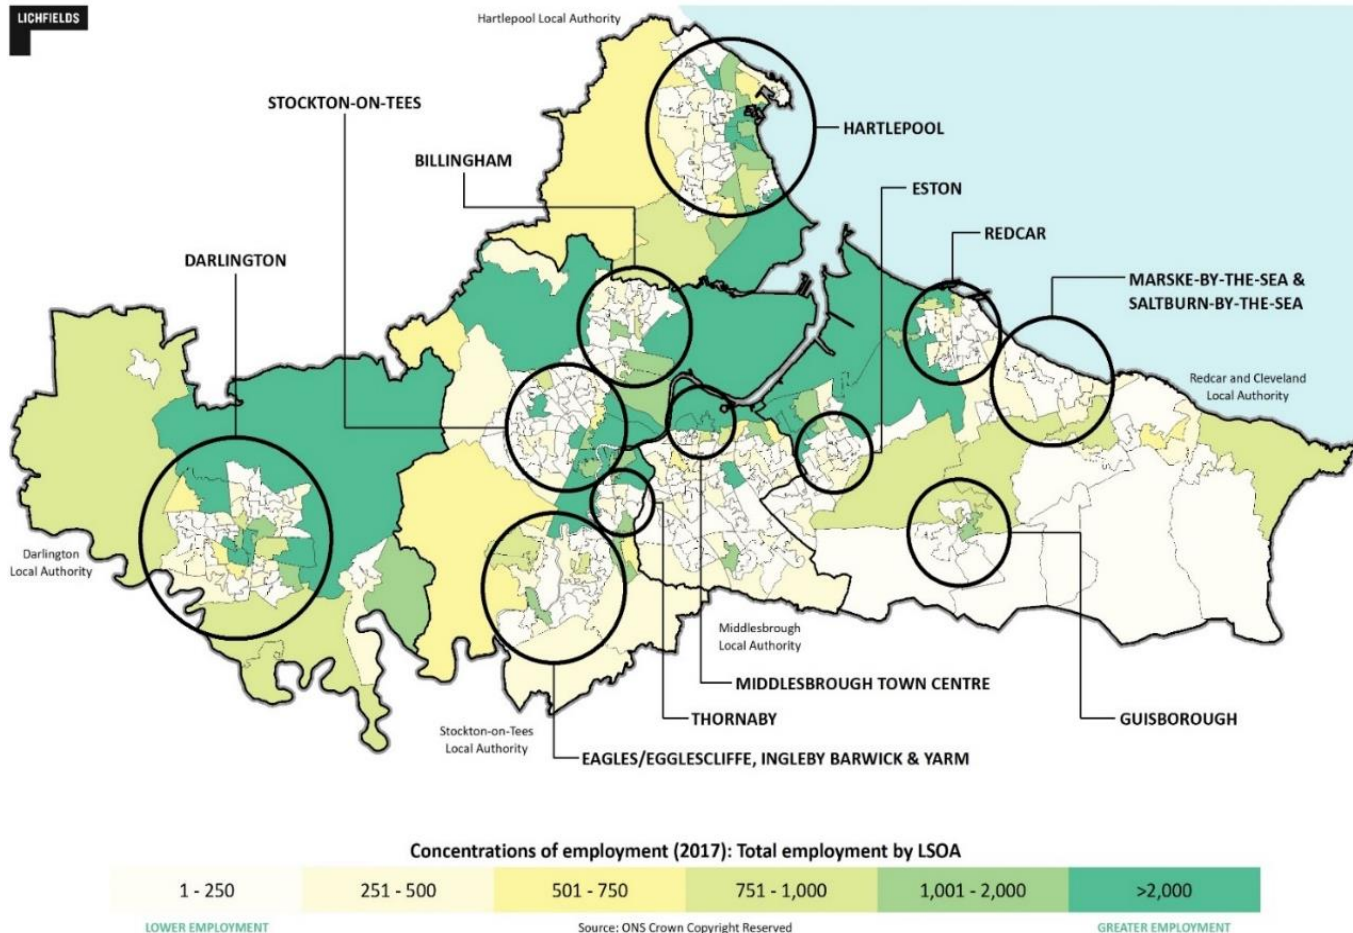 LICHFIELDS
Hartlepool Local Authority
STOCKTON-ON-TEES
HARTLEPOOL
BILLINGHAM
ESTON
REDCAR
DARLINGTON
MARSKE-BY-THE-SEA &
SALTBURN-BY-THE-SEA
Redcar and Cleveland
Local Authority
Darlington
Local Authority
Middlesbrough
Local Authority
MIDDLESBROUGH TOWN CENTRE
THORNABY
GUISBOROUGH
Stockton-on-Tees
Local Authority
EAGLES/EGGLESCLIFFE, INGLEBY BARWICK & YARM
Concentrations of employment (2017): Total employment by LSOA
1 - 250
251 - 500
501 - 750
751 - 1,000
1,001 - 2,000
>2,000
LOWER EMPLOYMENT
Source: ONS Crown Copyright Reserved
GREATER EMPLOYMENT